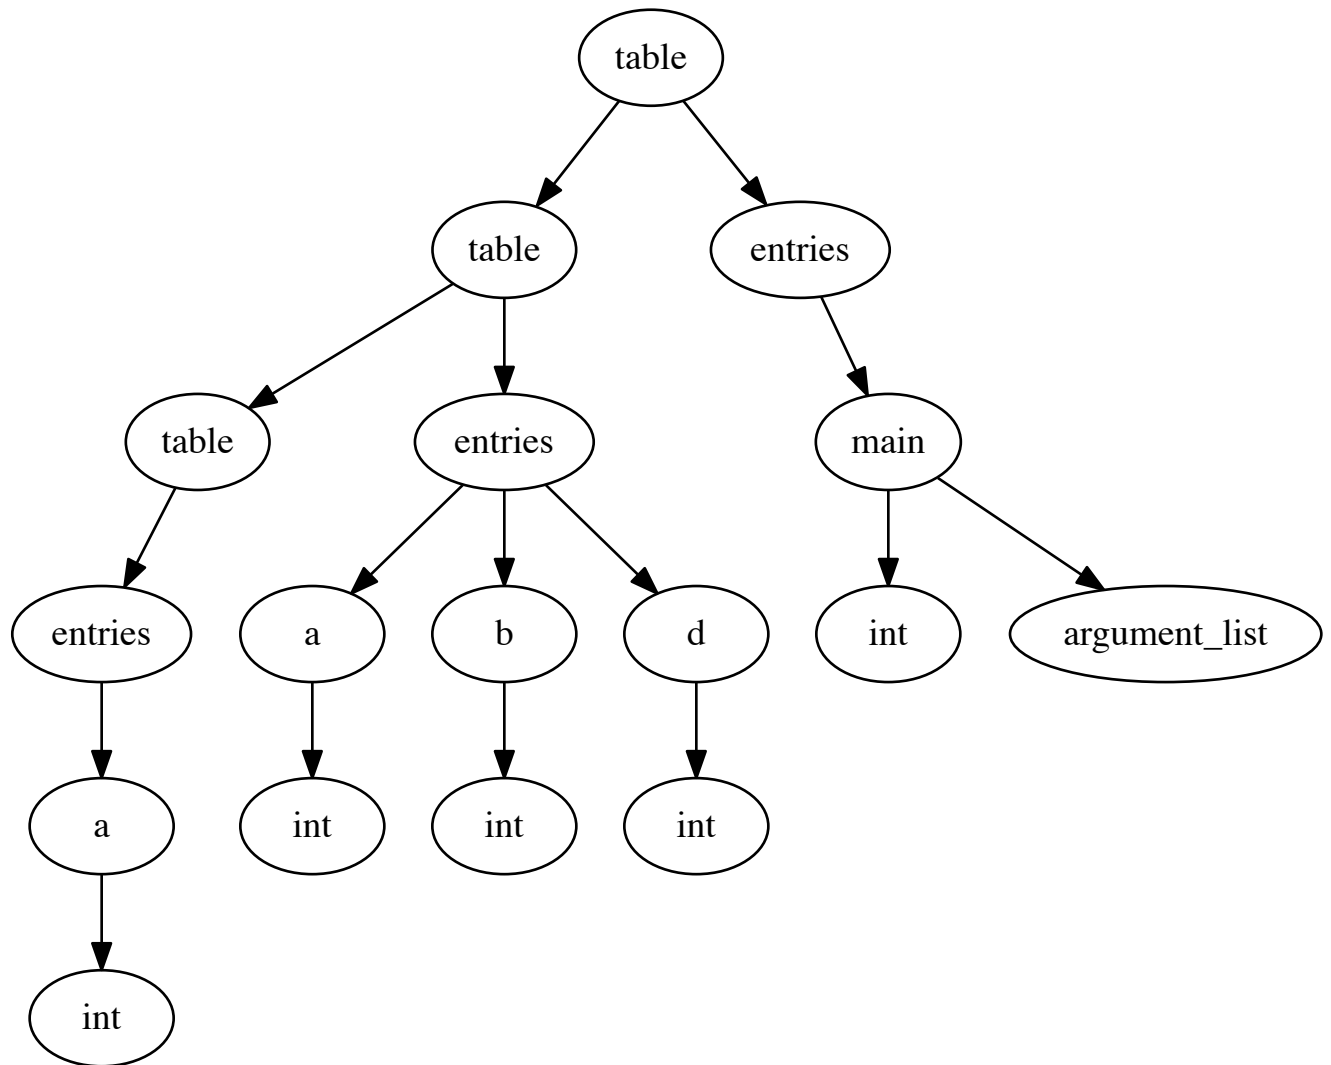 table
table
entries
table
entries
main
entries
a
b
d
int
argument_list
a
int
int
int
int